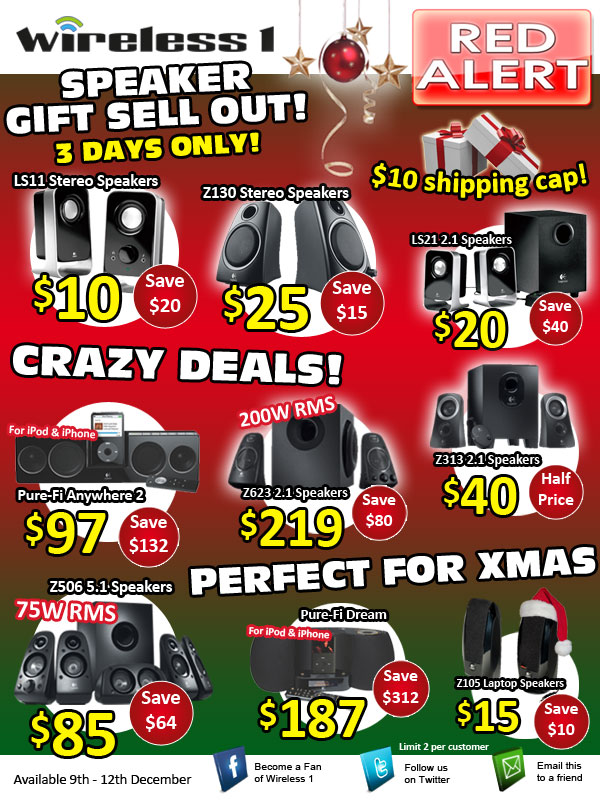 wireless 1
RED
ALERT
SPEAKER
GIFT SELL OUT!
3 DAYS ONLY!
$10 shipping cap!
LS11 Stereo Speakers
$10
Save
$20
Z130 Stereo Speakers
$25
Save
$15
LS21 2.1 Speakers
$20
Save
$40
CRAZY DEALS!
For iPod & iPhone
Pure-Fi Anywhere 2
$97
Save
$132
200W RMS
Z623 2.1 Speakers
$219
Save
$80
Z313 2.1 Speakers
$40
Half
Price
PERFECT FOR XMAS
Z506 5.1 Speakers
75W RMS
$85
Save
$64
Pure-Fi Dream
For iPod & iPhone
$187
Save
$312
Z105 Laptop Speakers
$15
Save
$10
Limit 2 per customer
Available 9th - 12th December
Become a Fan
of Wireless 1
Follow us
on Twitter
Email this
to a friend